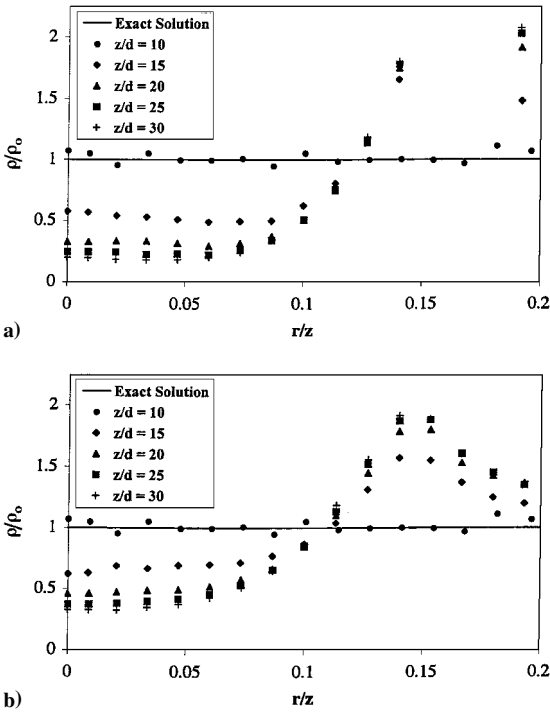 2
1.5
1
0.5
0
ρ/ρo
Exact Solution
z/d = 10
z/d = 15
z/d = 20
z/d = 25
z/d = 30
0 0.05 0.1 0.15 0.2
r/z
a)
2
1.5
1
0.5
0
ρ/ρo
Exact Solution
z/d = 10
z/d = 15
z/d = 20
z/d = 25
z/d = 30
0 0.05 0.1 0.15 0.2
r/z
b)